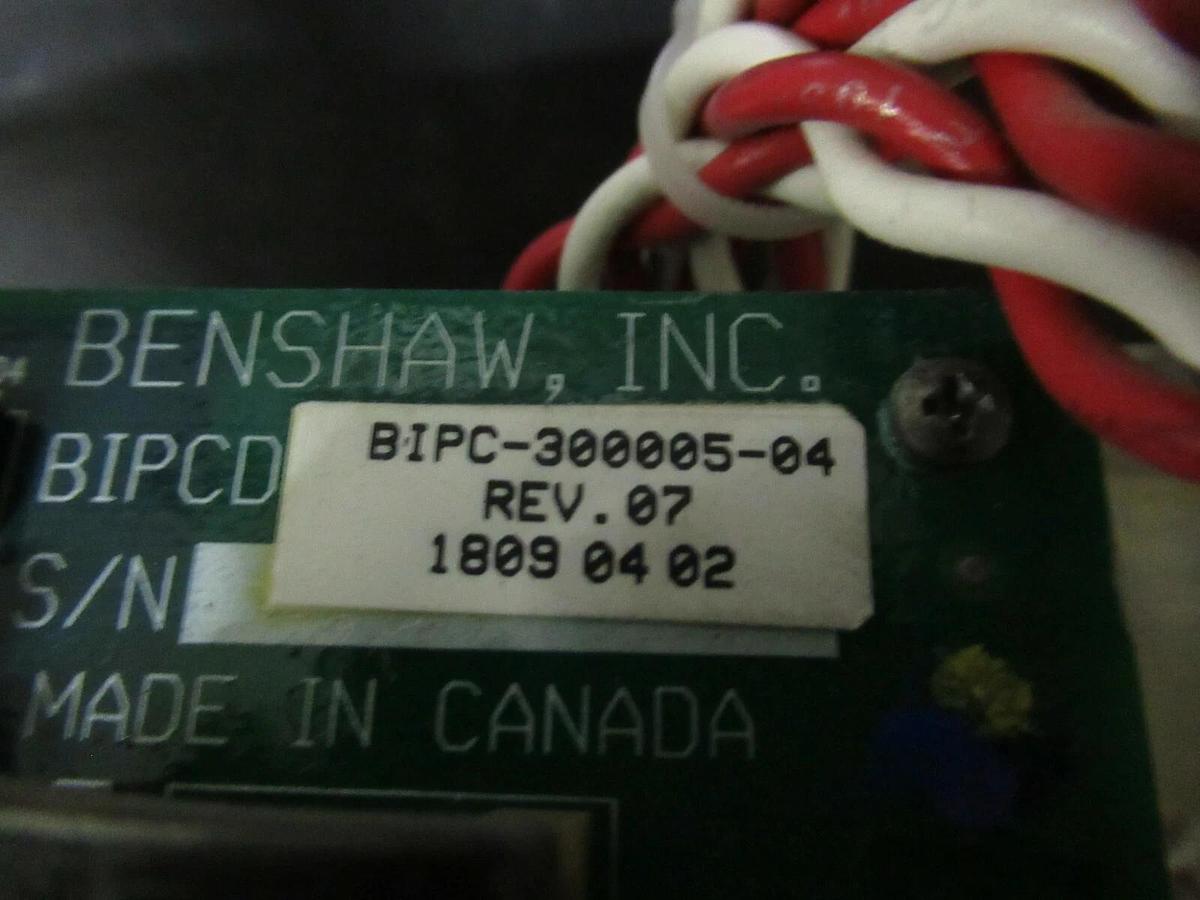 BENSHAW, INC.
BIPCD
BIPC-300005-04
REV.07
S/N
1809 04 02
MADE IN CANADA